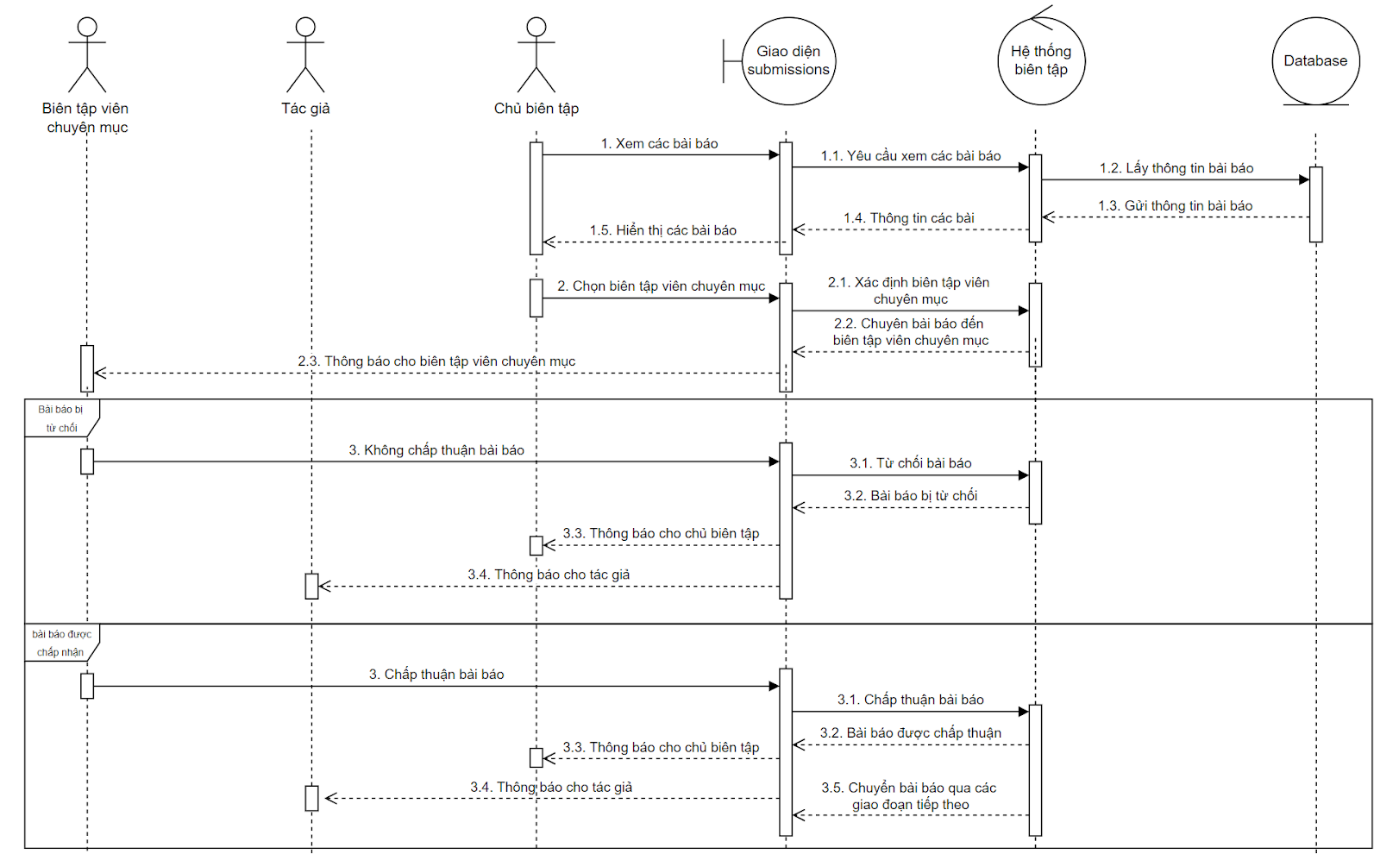 Biên tập viên
chuyên mục
Tác giả
Chủ biên tập
Giao diện
submissions
Hệ thống
biên tập
Database
1. Xem các bài báo
1.1. Yêu cầu xem các bài báo
1.2. Lấy thông tin bài báo
1.3. Gửi thông tin bài báo
1.4. Thông tin các bài
1.5. Hiển thị các bài báo
2. Chọn biên tập viên chuyên mục
2.1. Xác định biên tập viên
chuyên mục
2.2. Chuyên bài báo đến
biên tập viên chuyên mục
2.3. Thông báo cho biên tập viên chuyên mục
Bài báo bị
từ chối
3. Không chấp thuận bài báo
3.1. Từ chối bài báo
3.2. Bài báo bị từ chối
3.3. Thông báo cho chủ biên tập
3.4. Thông báo cho tác giả
bài báo được
chấp nhận
3. Chấp thuận bài báo
3.1. Chấp thuận bài báo
3.2. Bài báo được chấp thuận
3.3. Thông báo cho chủ biên tập
3.4. Thông báo cho tác giả
3.5. Chuyển bài báo qua các
giao đoạn tiếp theo